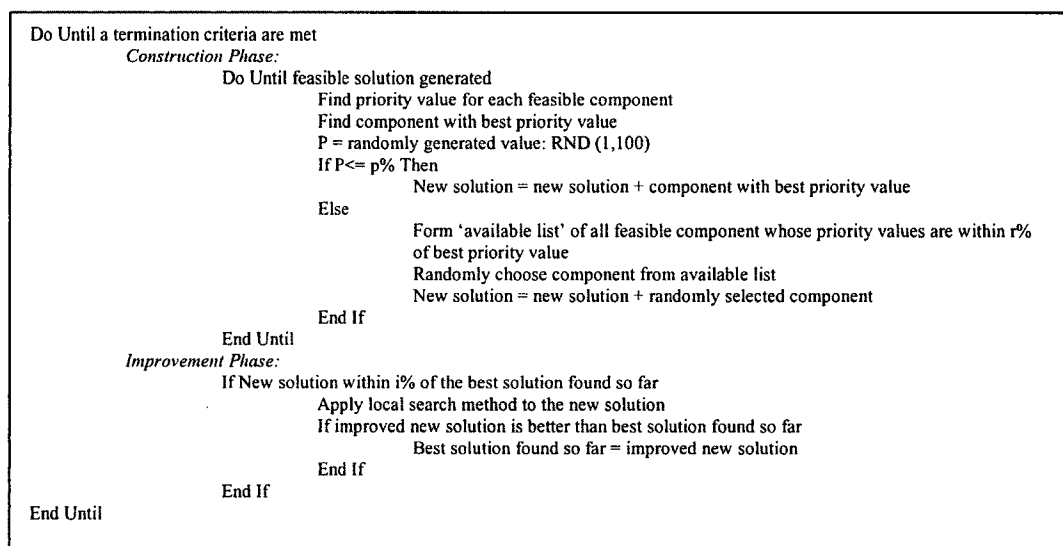 Do Until a termination criteria are met
Construction Phase:
Do Until feasible solution generated
Find priority value for each feasible component
Find component with best priority value
P = randomly generated value: RND (1,100)
If P<= p% Then
New solution = new solution + component with best priority value
Else
Form ‘available list’ of all feasible component whose priority values are within r%
of best priority value
Randomly choose component from available list
New solution = new solution + randomly selected component
End If
End Until
Improvement Phase:
If New solution within i% of the best solution found so far
Apply local search method to the new solution
If improved new solution is better than best solution found so far
Best solution found so far = improved new solution
End If
End If
End Until